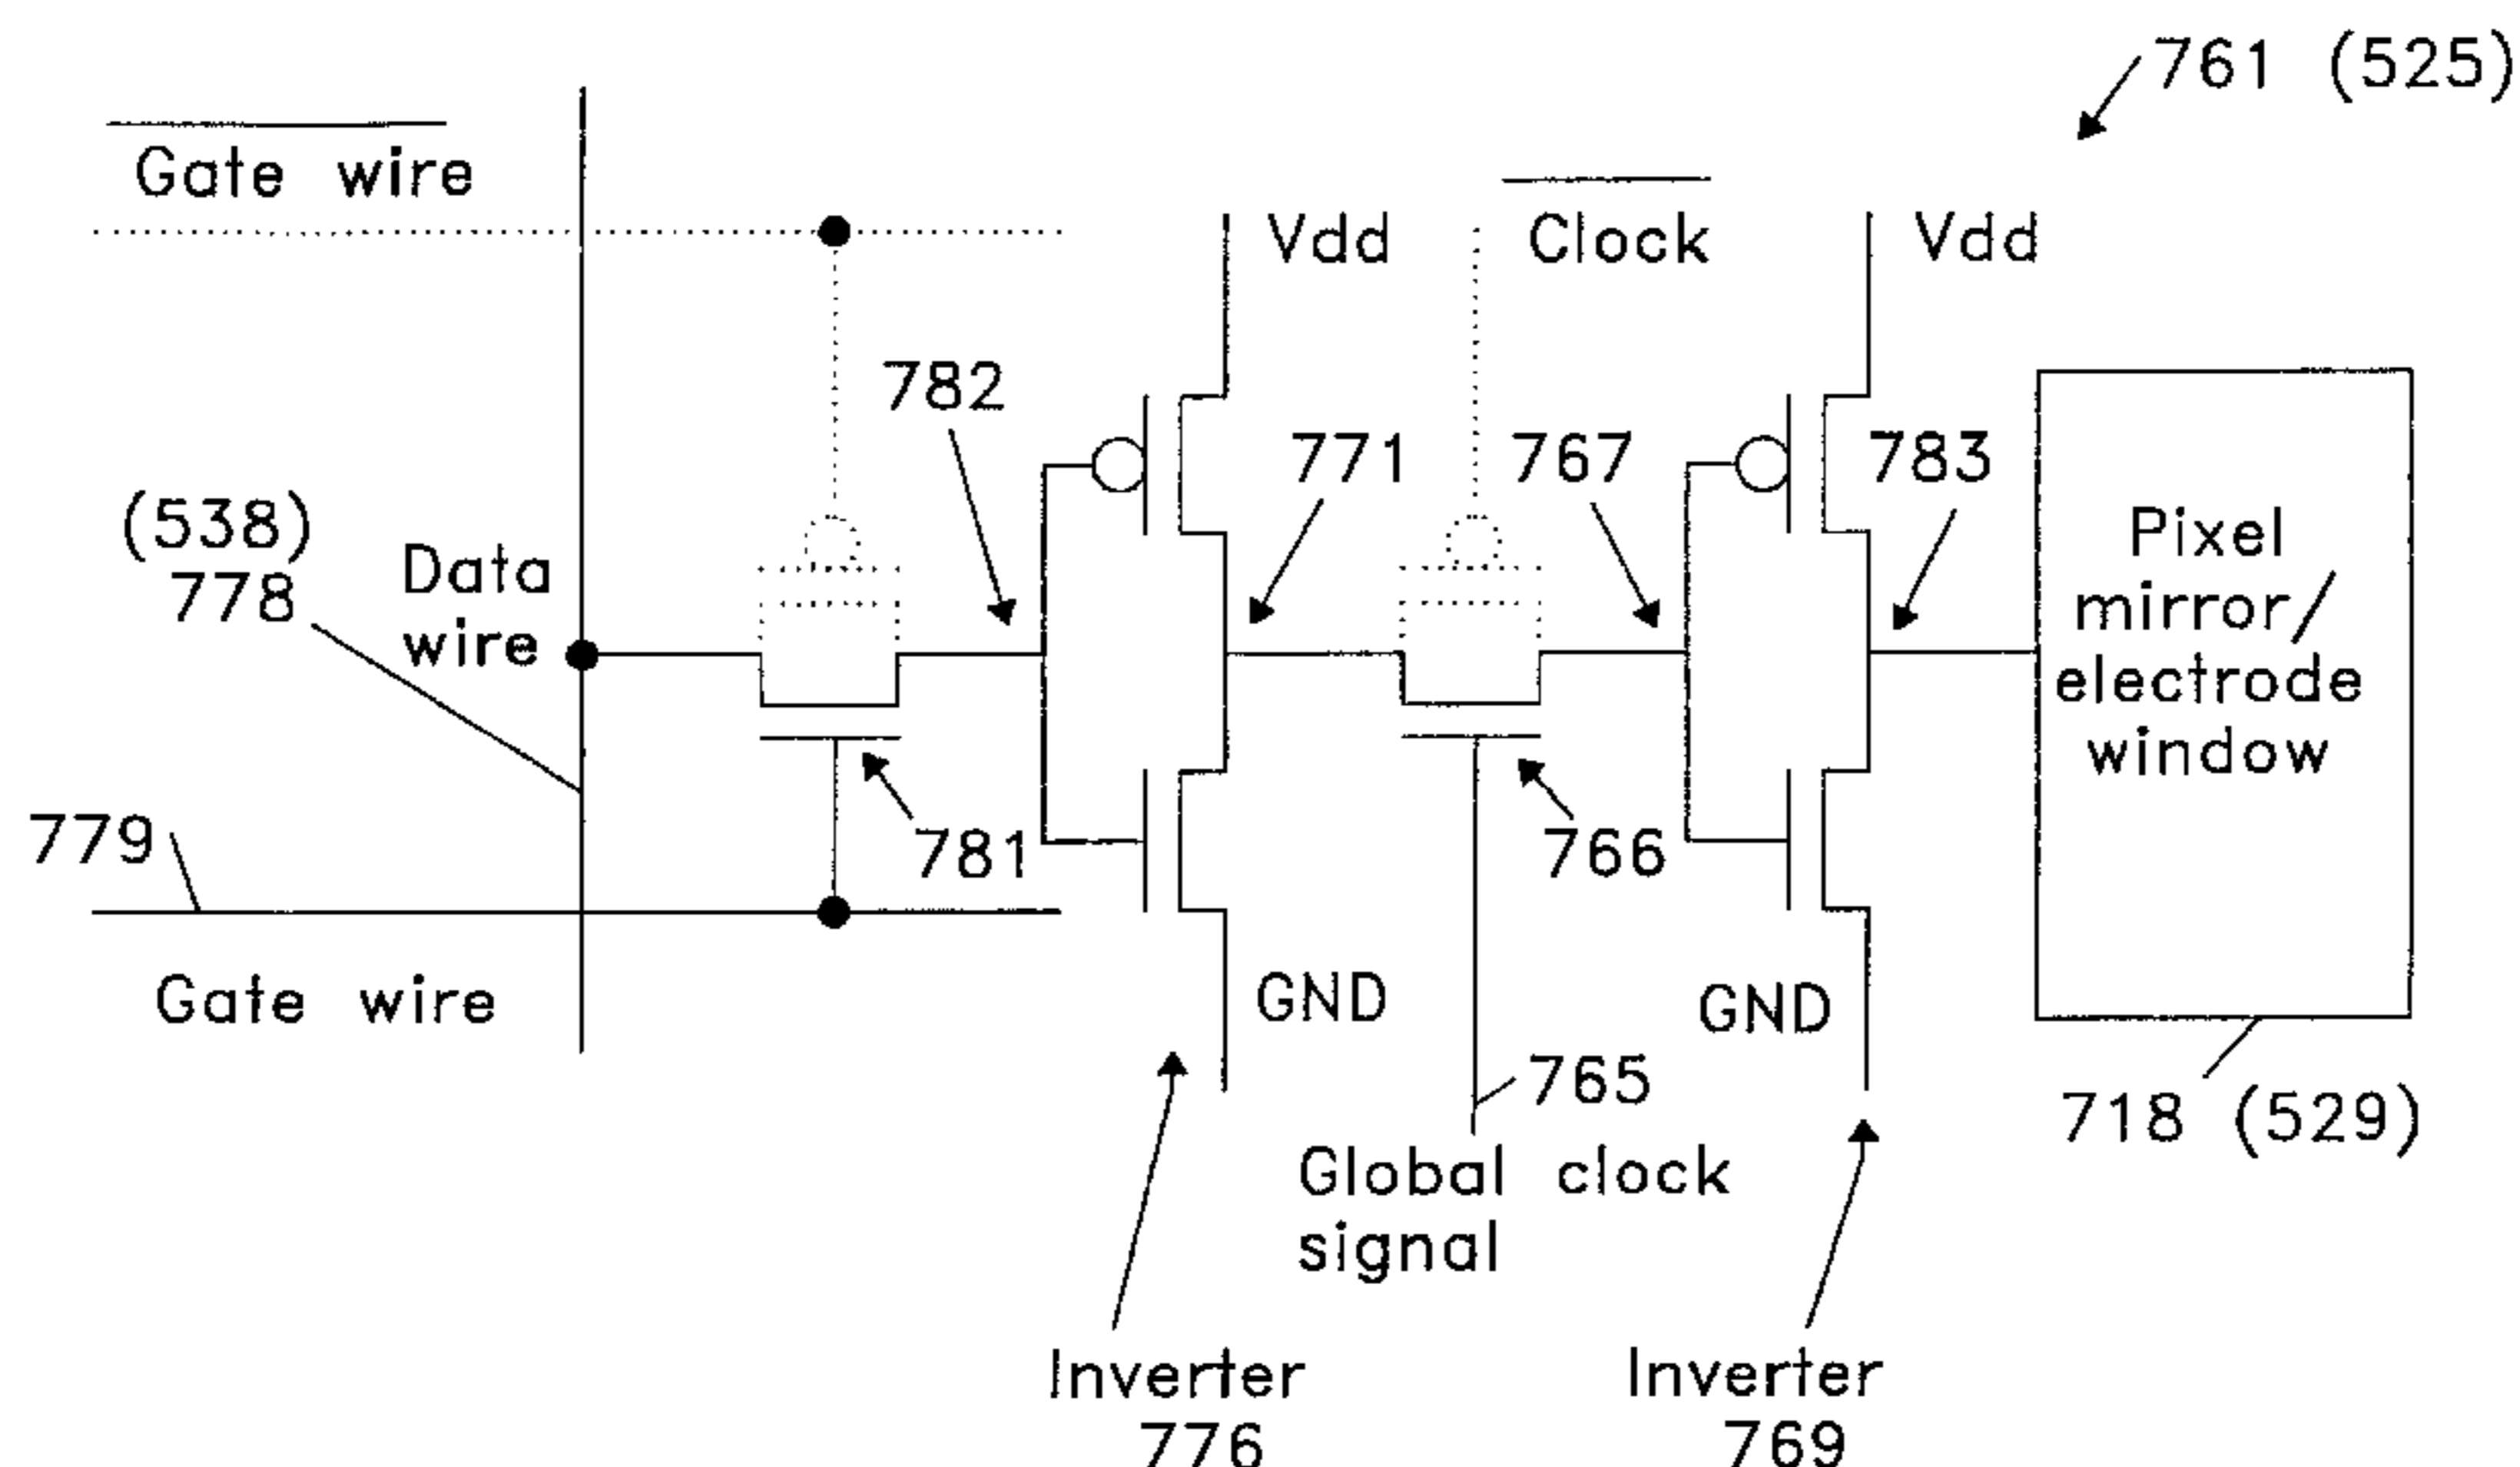 761 (525)
Gate wire
Vdd
Clock
Vdd
782
771
767
783
(538)
778
Data
wire
Pixel
mirror/
electrode
window
779
781
766
Gate wire
GND
GND
765
718 (529)
Global clock
signal
Inverter
776
Inverter
769